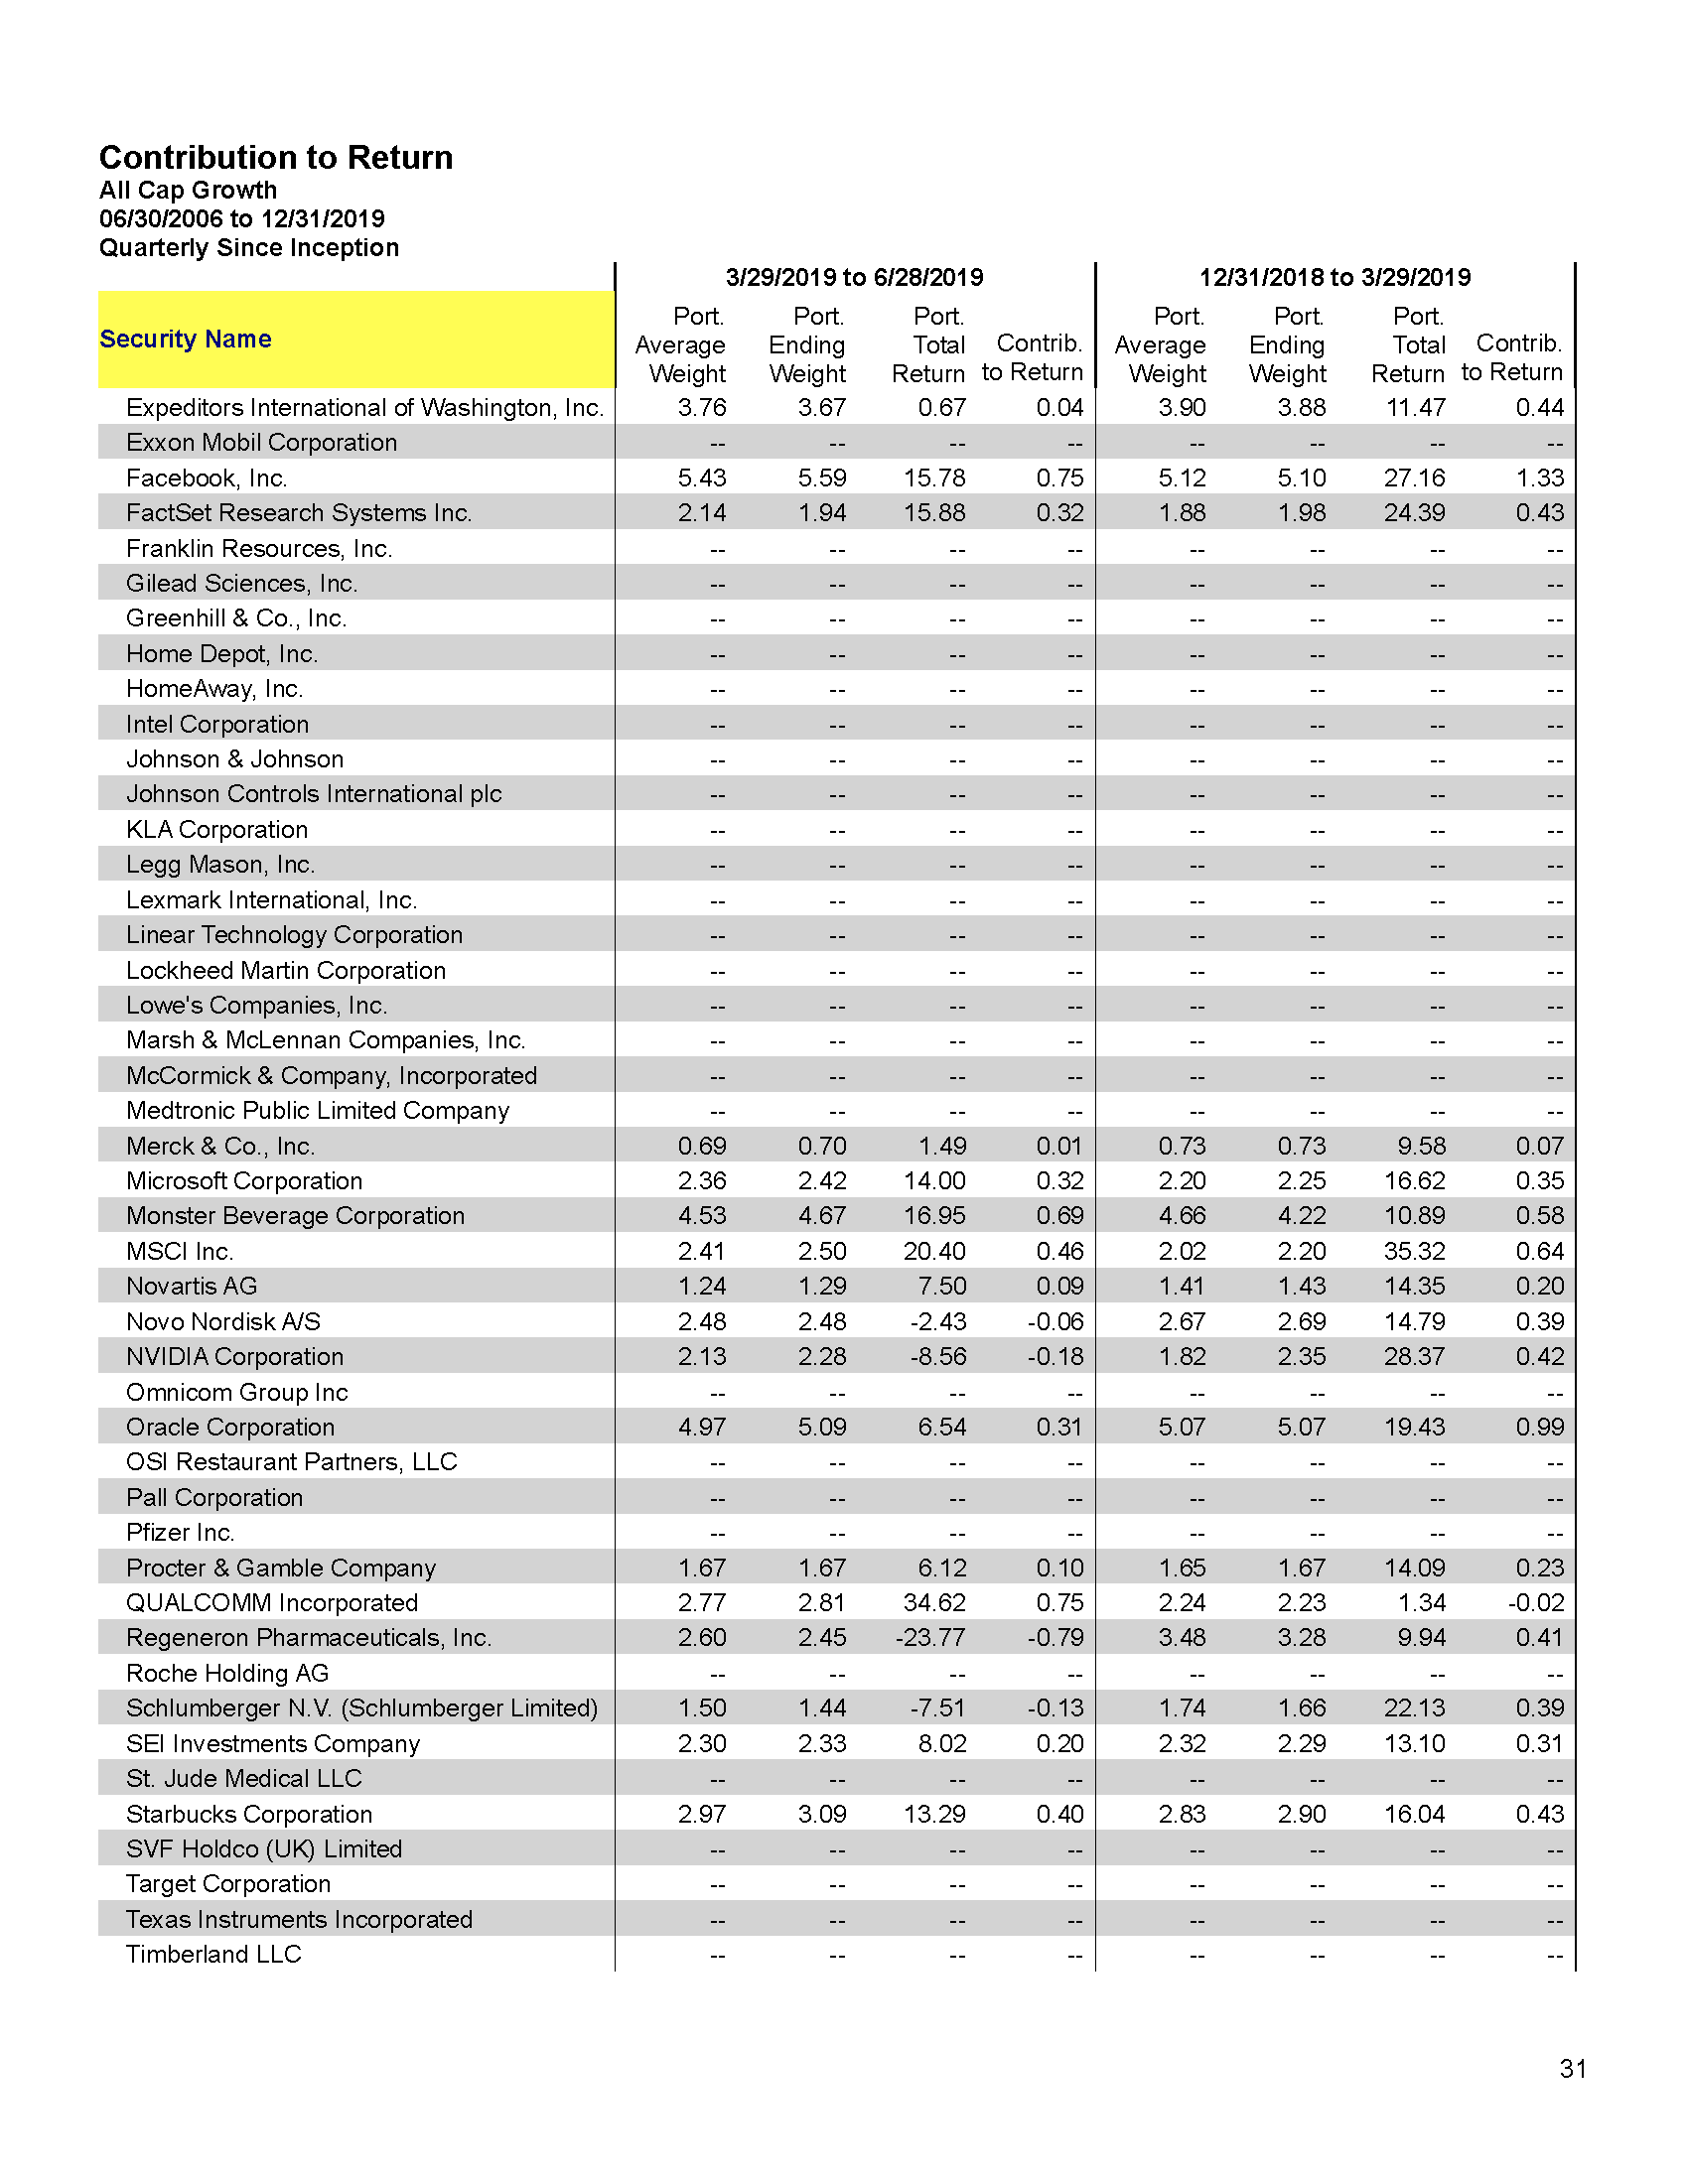 Contribution to Return
All Cap Growth
06/30/2006 to 12/31/2019
Quarterly Since Inception
3/29/2019 to 6/28/2019 12/31/2018 to 3/29/2019
Security Name Port. Average Weight Port. Ending Weight Port. Total Return Contrib. to Return Port. Average Weight Port. Ending Weight Port. Total Return Contrib. to Return
Expeditors International of Washington, Inc. 3.76 3.67 0.67 0.04 3.90 3.88 11.47 0.44
Exxon Mobil Corporation -- -- -- -- -- -- -- --
Facebook, Inc. 5.43 5.59 15.78 0.75 5.12 5.10 27.16 1.33
FactSet Research Systems Inc. 2.14 1.94 15.88 0.32 1.88 1.98 24.39 0.43
Franklin Resources, Inc. -- -- -- -- -- -- -- --
Gilead Sciences, Inc. -- -- -- -- -- -- -- --
Greenhill & Co., Inc. -- -- -- -- -- -- -- --
Home Depot, Inc. -- -- -- -- -- -- -- --
HomeAway, Inc. -- -- -- -- -- -- -- --
Intel Corporation -- -- -- -- -- -- -- --
Johnson & Johnson -- -- -- -- -- -- -- --
Johnson Controls International plc -- -- -- -- -- -- -- --
KLA Corporation -- -- -- -- -- -- -- --
Legg Mason, Inc. -- -- -- -- -- -- -- --
Lexmark International, Inc. -- -- -- -- -- -- -- --
Linear Technology Corporation -- -- -- -- -- -- -- --
Lockheed Martin Corporation -- -- -- -- -- -- -- --
Lowe's Companies, Inc. -- -- -- -- -- -- -- --
Marsh & McLennan Companies, Inc. -- -- -- -- -- -- -- --
McCormick & Company, Incorporated -- -- -- -- -- -- -- --
Medtronic Public Limited Company -- -- -- -- -- -- -- --
Merck & Co., Inc. 0.69 0.70 1.49 0.01 0.73 0.73 9.58 0.07
Microsoft Corporation 2.36 2.42 14.00 0.32 2.20 2.25 16.62 0.35
Monster Beverage Corporation 4.53 4.67 16.95 0.69 4.66 4.22 10.89 0.58
MSCI Inc. 2.41 2.50 20.40 0.46 2.02 2.20 35.32 0.64
Novartis AG 1.24 1.29 7.50 0.09 1.41 1.43 14.35 0.20
Novo Nordisk A/S 2.48 2.48 -2.43 -0.06 2.67 2.69 14.79 0.39
NVIDIA Corporation 2.13 2.28 -8.56 -0.18 1.82 2.35 28.37 0.42
Omnicom Group Inc -- -- -- -- -- -- -- --
Oracle Corporation 4.97 5.09 6.54 0.31 5.07 5.07 19.43 0.99
OSI Restaurant Partners, LLC -- -- -- -- -- -- -- --
Pall Corporation -- -- -- -- -- -- -- --
Pfizer Inc. -- -- -- -- -- -- -- --
Procter & Gamble Company 1.67 1.67 6.12 0.10 1.65 1.67 14.09 0.23
QUALCOMM Incorporated 2.77 2.81 34.62 0.75 2.24 2.23 1.34 -0.02
Regeneron Pharmaceuticals, Inc. 2.60 2.45 -23.77 -0.79 3.48 3.28 9.94 0.41
Roche Holding AG -- -- -- -- -- -- -- --
Schlumberger N.V. (Schlumberger Limited) 1.50 1.44 -7.51 -0.13 1.74 1.66 22.13 0.39
SEI Investments Company 2.30 2.33 8.02 0.20 2.32 2.29 13.10 0.31
St. Jude Medical LLC -- -- -- -- -- -- -- --
Starbucks Corporation 2.97 3.09 13.29 0.40 2.83 2.90 16.04 0.43
SVF Holdco (UK) Limited -- -- -- -- -- -- -- --
Target Corporation -- -- -- -- -- -- -- --
Texas Instruments Incorporated -- -- -- -- -- -- -- --
Timberland LLC -- -- -- -- -- -- -- --
31